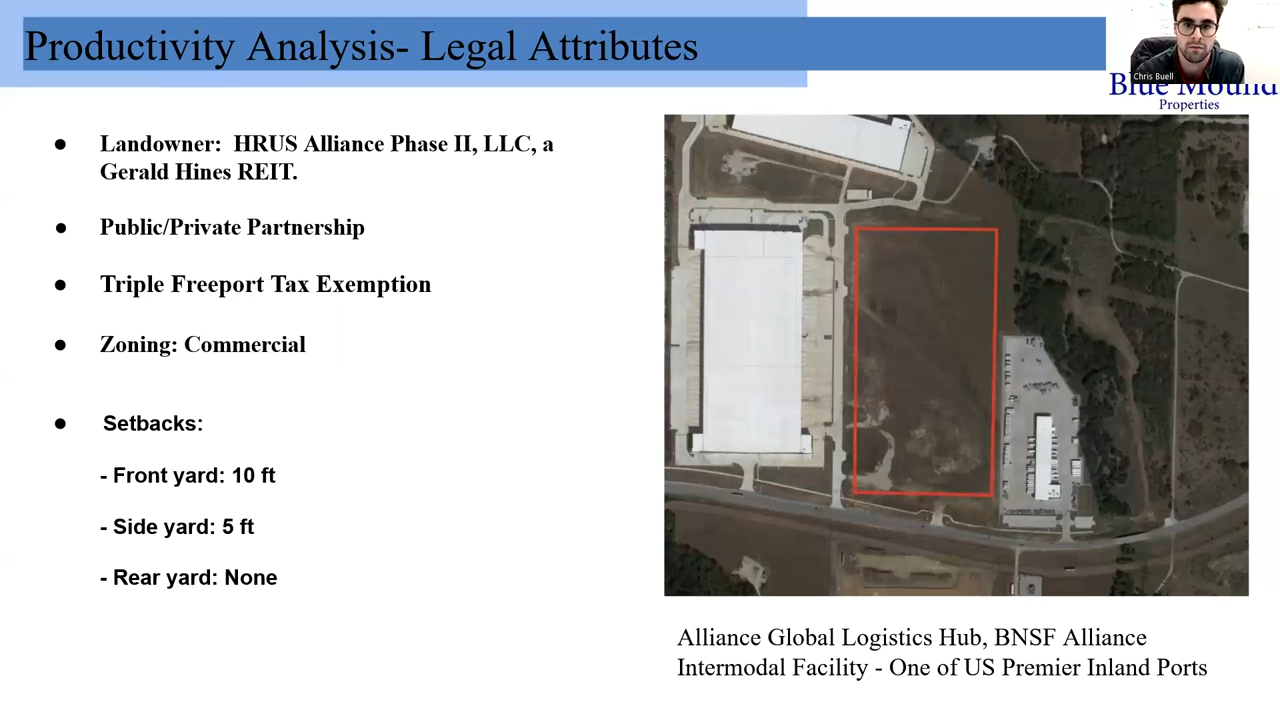 Productivity Analysis- Legal Attributes
Chris Buell
Blue Mound
Properties
● Landowner: HRUS Alliance Phase II, LLC, a
Gerald Hines REIT.
● Public/Private Partnership
● Triple Freeport Tax Exemption
● Zoning: Commercial
● Setbacks:
- Front yard: 10 ft
- Side yard: 5 ft
- Rear yard: None
Alliance Global Logistics Hub, BNSF Alliance
Intermodal Facility - One of US Premier Inland Ports